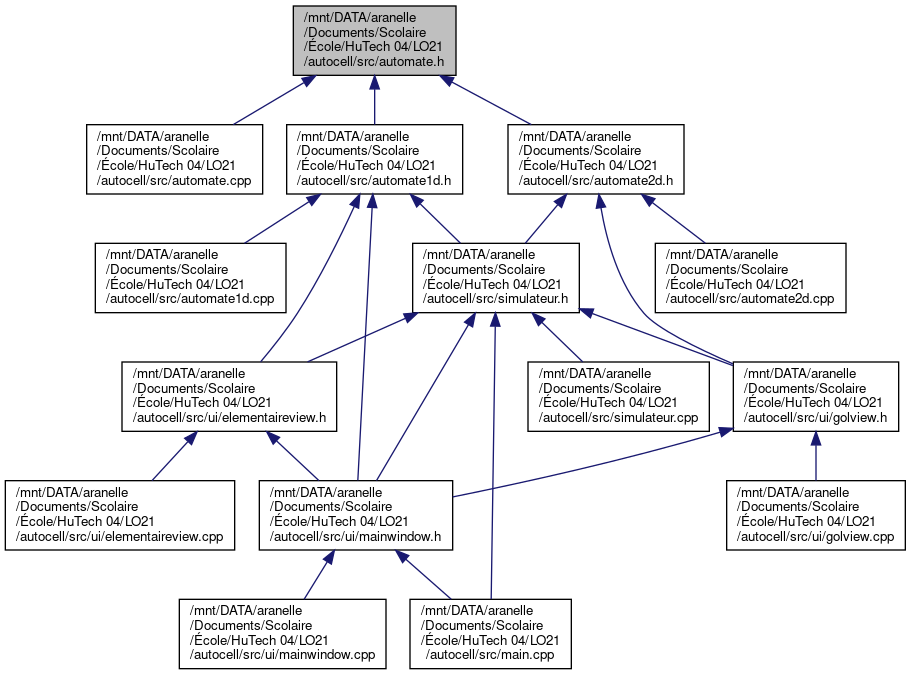 /mnt/DATA/aranelle
/Documents/Scolaire
/École/HuTech 04/LO21
/autocell/src/automate.h
/mnt/DATA/aranelle
/Documents/Scolaire
/École/HuTech 04/LO21
/autocell/src/automate.cpp
/mnt/DATA/aranelle
/Documents/Scolaire
/École/HuTech 04/LO21
/autocell/src/automate1d.h
/mnt/DATA/aranelle
/Documents/Scolaire
/École/HuTech 04/LO21
/autocell/src/automate2d.h
/mnt/DATA/aranelle
/Documents/Scolaire
/École/HuTech 04/LO21
/autocell/src/automate1d.cpp
/mnt/DATA/aranelle
/Documents/Scolaire
/École/HuTech 04/LO21
/autocell/src/simulateur.h
/mnt/DATA/aranelle
/Documents/Scolaire
/École/HuTech 04/LO21
/autocell/src/automate2d.cpp
/mnt/DATA/aranelle
/Documents/Scolaire
/École/HuTech 04/LO21
/autocell/src/ui/elementaireview.h
/mnt/DATA/aranelle
/Documents/Scolaire
/École/HuTech 04/LO21
/autocell/src/simulateur.cpp
/mnt/DATA/aranelle
/Documents/Scolaire
/École/HuTech 04/LO21
/autocell/src/ui/golview.h
/mnt/DATA/aranelle
/Documents/Scolaire
/École/HuTech 04/LO21
/autocell/src/ui/elementaireview.cpp
/mnt/DATA/aranelle
/Documents/Scolaire
/École/HuTech 04/LO21
/autocell/src/ui/mainwindow.h
/mnt/DATA/aranelle
/Documents/Scolaire
/École/HuTech 04/LO21
/autocell/src/ui/golview.cpp
/mnt/DATA/aranelle
/Documents/Scolaire
/École/HuTech 04/LO21
/autocell/src/ui/mainwindow.cpp
/mnt/DATA/aranelle
/Documents/Scolaire
/École/HuTech 04/LO21
/autocell/src/main.cpp